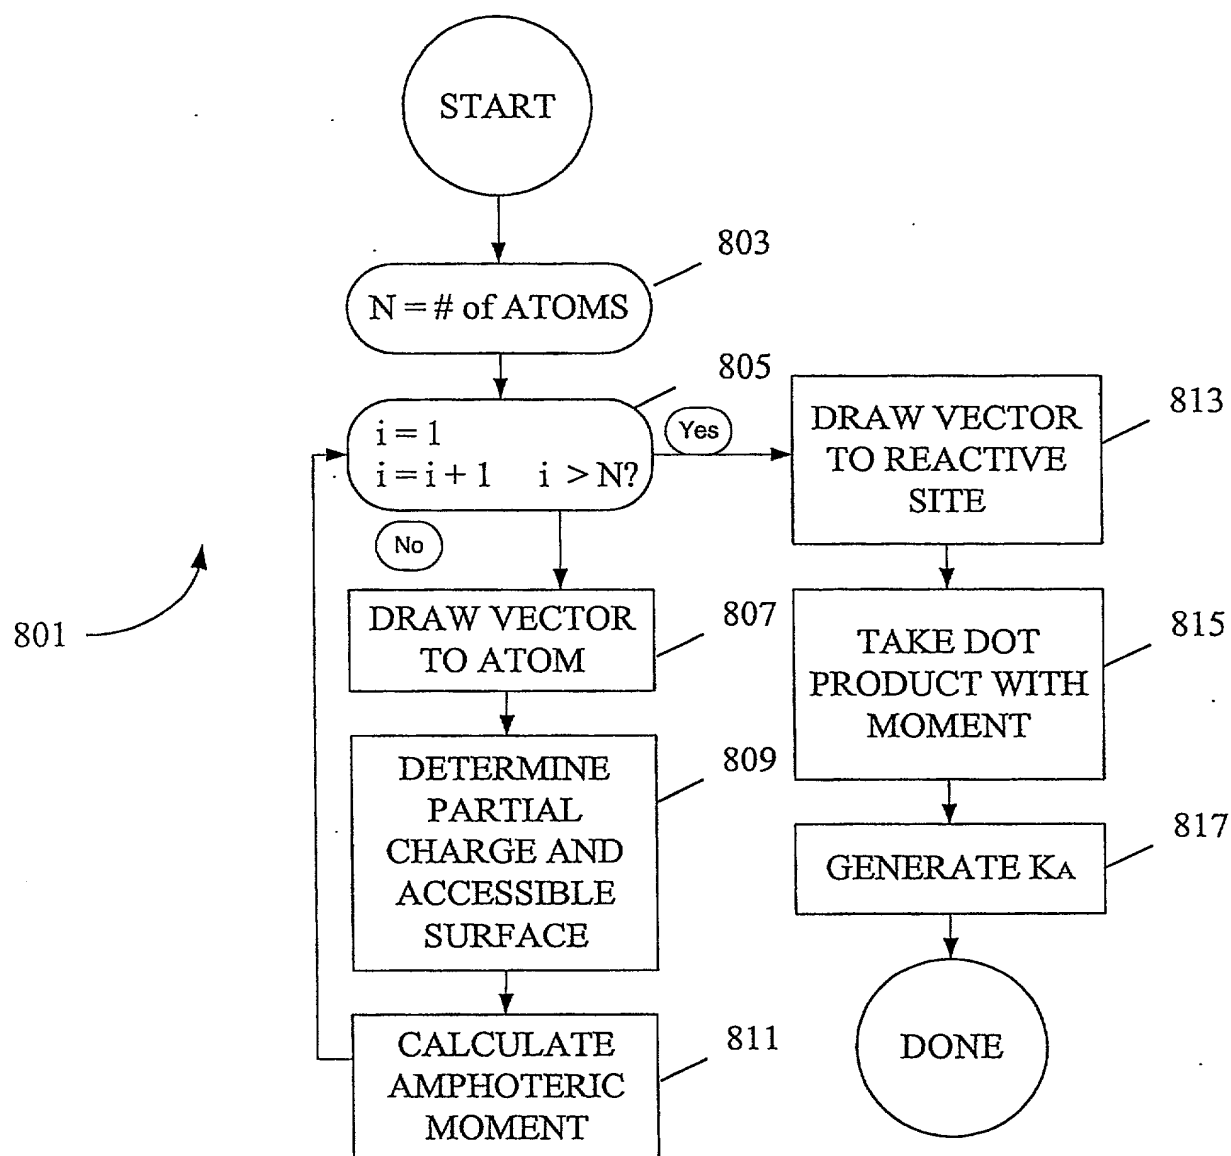 START
803
N = # of ATOMS
805
i = 1
i = i + 1 i > N?
Yes
No
801
DRAW VECTOR
TO ATOM
807
DETERMINE
PARTIAL
CHARGE AND
ACCESSIBLE
SURFACE
809
CALCULATE
AMPHOTERIC
MOMENT
811
DRAW VECTOR
TO REACTIVE
SITE
813
TAKE DOT
PRODUCT WITH
MOMENT
815
GENERATE KA
817
DONE